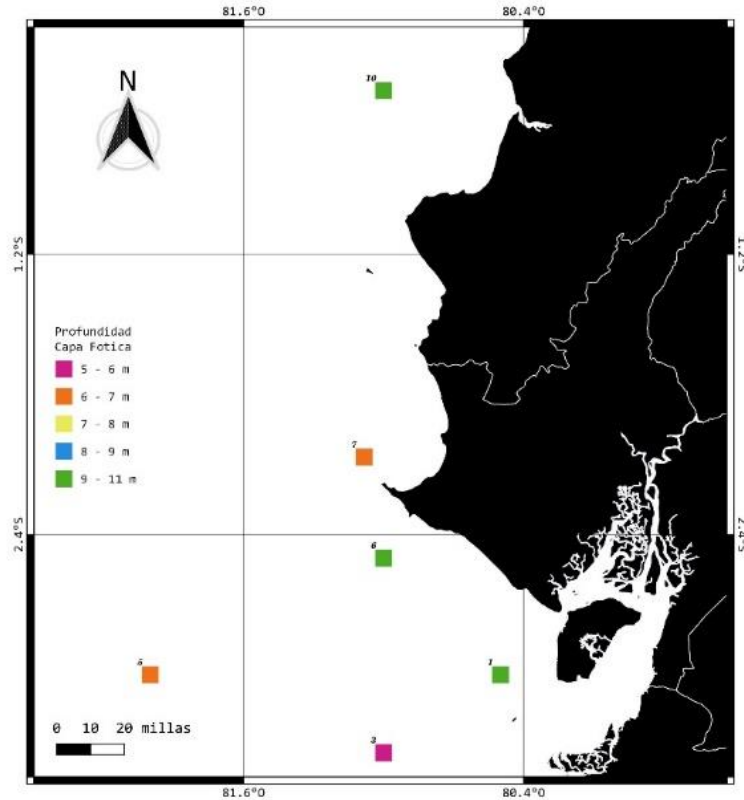 81.6°O 80.4°O
10
N
1.2°S 1.2°S
Profundidad
Capa Fotica
5 - 6 m
6 - 7 m
7 - 8 m
8 - 9 m
9 - 11 m
7
2.4°S 2.4°S
6
5 1
0 10 20 millas
3
81.6°O 80.4°O